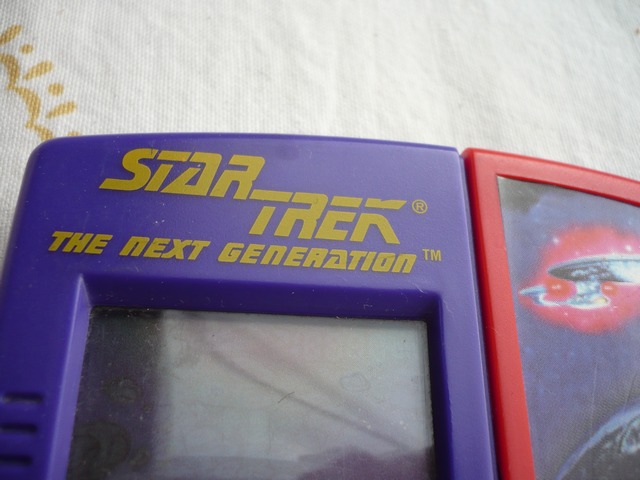 STAR
TREK®
THE NEXT GENERATION™